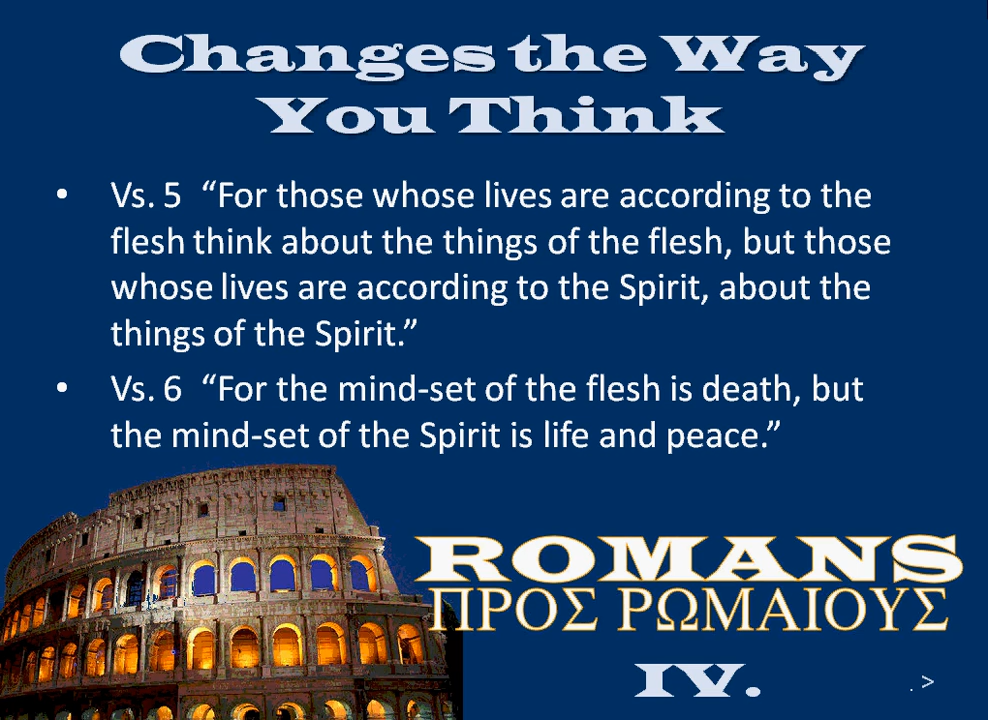 Changes the Way
You Think
• Vs. 5 “For those whose lives are according to the
flesh think about the things of the flesh, but those
whose lives are according to the Spirit, about the
things of the Spirit.”
• Vs. 6 “For the mind-set of the flesh is death, but
the mind-set of the Spirit is life and peace.”
ROMANS
ΠΡΟΣ ΡΩΜΑΙΟΥΣ
IV.
. >